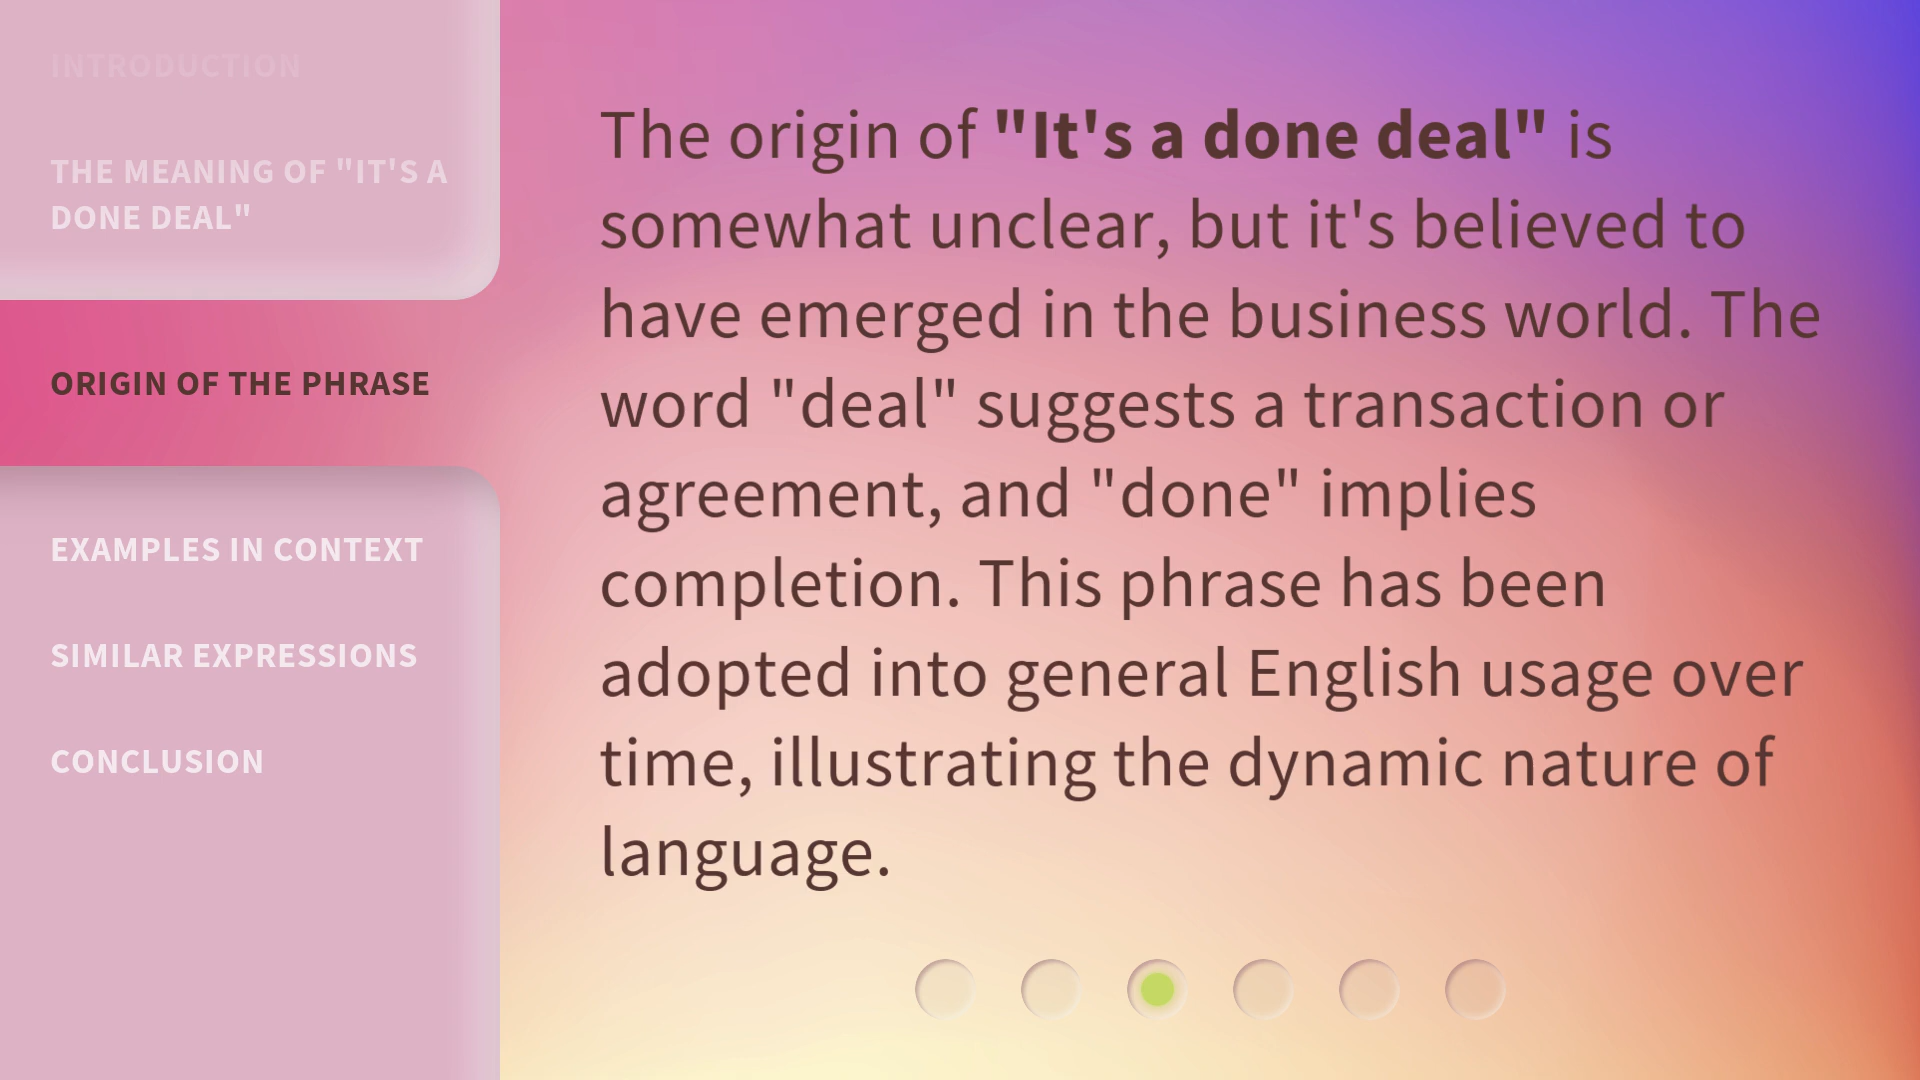 INTRODUCTION
THE MEANING OF "IT'S A
DONE DEAL"
ORIGIN OF THE PHRASE
EXAMPLES IN CONTEXT
SIMILAR EXPRESSIONS
CONCLUSION
The origin of "It's a done deal" is
somewhat unclear, but it's believed to
have emerged in the business world. The
word "deal" suggests a transaction or
agreement, and "done" implies
completion. This phrase has been
adopted into general English usage over
time, illustrating the dynamic nature of
language.